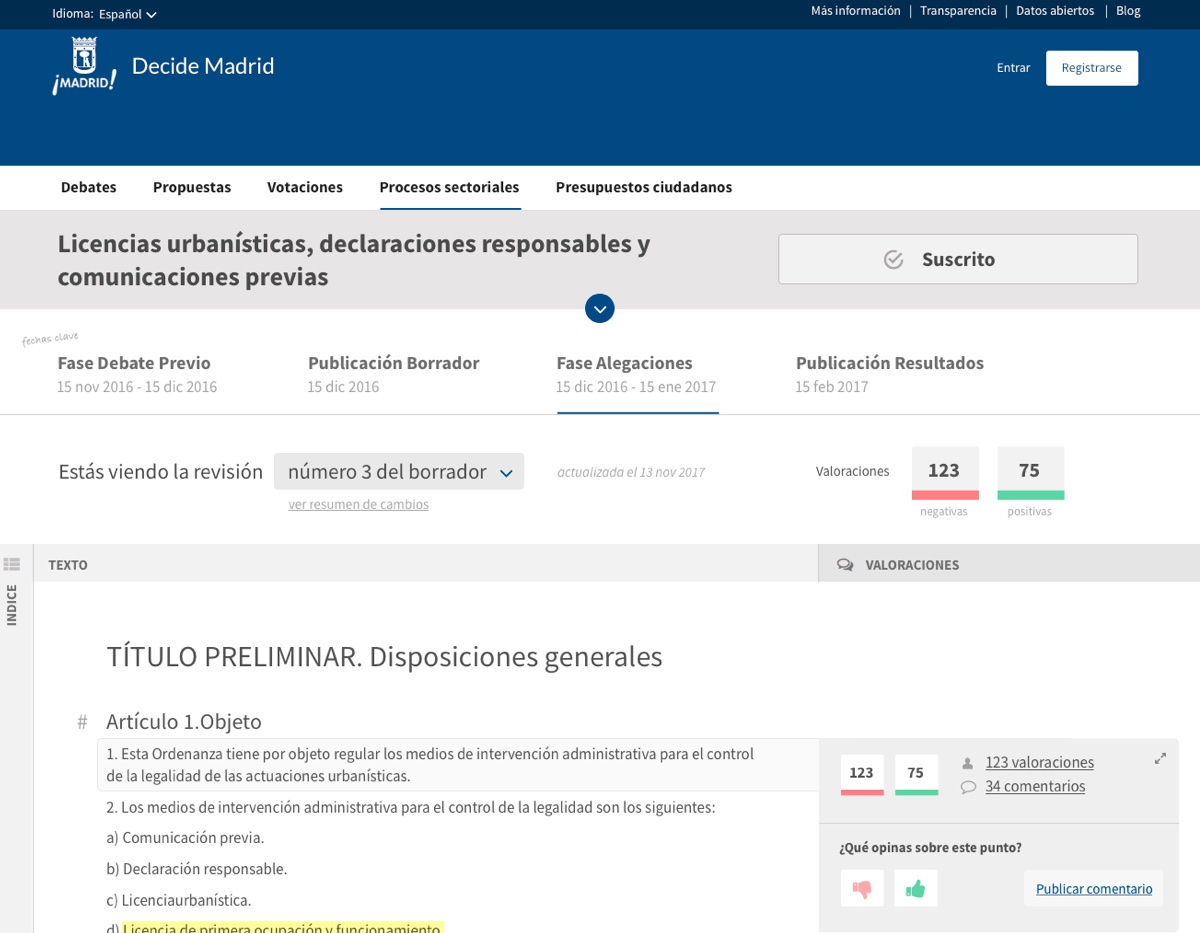 Idioma: Español
Más información | Transparencia | Datos abiertos | Blog
¡MADRID!
Decide Madrid
Entrar
Registrarse
Debates
Propuestas
Votaciones
Procesos sectoriales
Presupuestos ciudadanos
Licencias urbanísticas, declaraciones responsables y
comunicaciones previas
Suscrito
fechas clave
Fase Debate Previo
15 nov 2016 - 15 dic 2016
Publicación Borrador
15 dic 2016
Fase Alegaciones
15 dic 2016 - 15 ene 2017
Publicación Resultados
15 feb 2017
Estás viendo la revisión
número 3 del borrador
ver resumen de cambios
actualizada el 13 nov 2017
Valoraciones
123
negativas
75
positivas
INDICE
TEXTO
VALORACIONES
TÍTULO PRELIMINAR. Disposiciones generales
# Artículo 1.Objeto
1. Esta Ordenanza tiene por objeto regular los medios de intervención administrativa para el control
de la legalidad de las actuaciones urbanísticas.
2. Los medios de intervención administrativa para el control de la legalidad son los siguientes:
a) Comunicación previa.
b) Declaración responsable.
c) Licenciaurbanística.
d) Licencia de primera ocupación y funcionamiento
123
75
123 valoraciones
34 comentarios
¿Qué opinas sobre este punto?
Publicar comentario